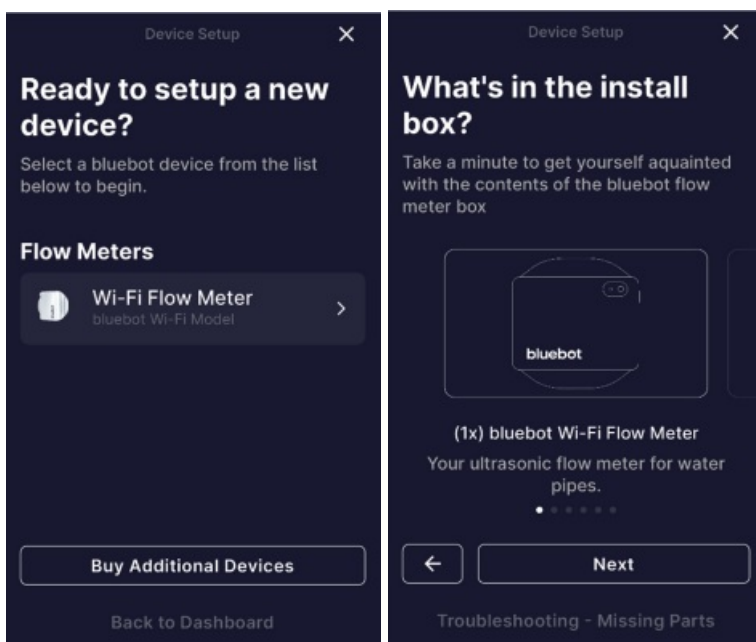 Device Setup
Ready to setup a new
device?
Select a bluebot device from the list
below to begin.
Flow Meters
Wi-Fi Flow Meter
bluebot Wi-Fi Model
Buy Additional Devices
Back to Dashboard
Device Setup
What's in the install
box?
Take a minute to get yourself aquainted
with the contents of the bluebot flow
meter box
bluebot
(1x) bluebot Wi-Fi Flow Meter
Your ultrasonic flow meter for water
pipes.
Next
Troubleshooting - Missing Parts